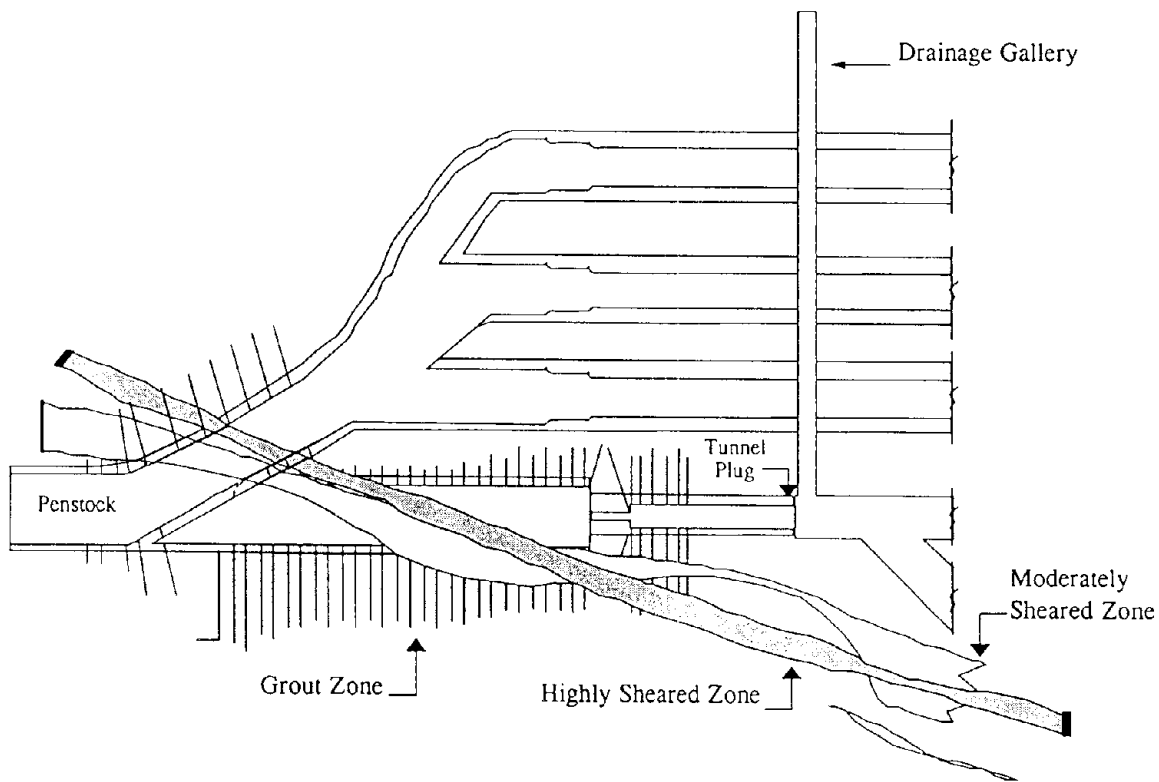 Drainage Gallery
Tunnel
Plug
Penstock
Moderately
Sheared Zone
Grout Zone
Highly Sheared Zone